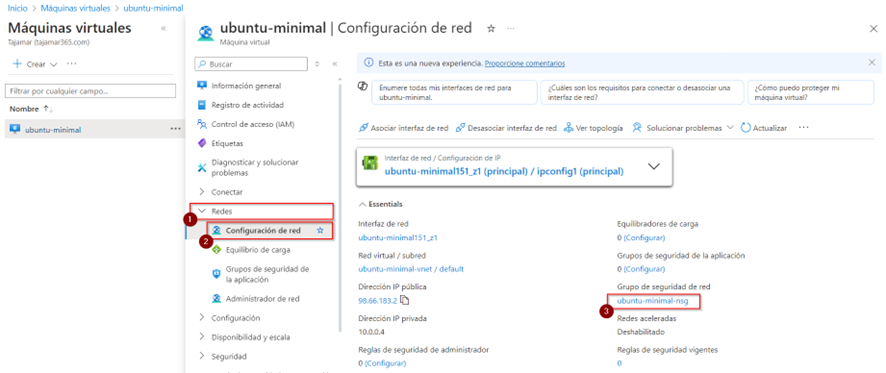 Inicio > Máquinas virtuales > ubuntu-minimal
Máquinas virtuales
Tajamar (tajamar365.com)
Crear
Filtrar por cualquier campo...
Nombre
ubuntu-minimal
ubuntu-minimal | Configuración de red
Máquina virtual
Buscar
Información general
Registro de actividad
Control de acceso (IAM)
Etiquetas
Diagnosticar y solucionar
problemas
Conectar
1
Redes
2
Configuración de red
Equilibrio de carga
Grupos de seguridad de
la aplicación
Administrador de red
Configuración
Disponibilidad y escala
Seguridad
Esta es una nueva experiencia. Proporcione comentarios
Enumere todas mis interfaces de red para
ubuntu-minimal.
¿Cuáles son los requisitos para conectar o desasociar una
interfaz de red?
¿Cómo puedo proteger mi
máquina virtual?
Asociar interfaz de red
Desasociar interfaz de red
Ver topología
Solucionar problemas
Actualizar
Interfaz de red / Configuración de IP
ubuntu-minimal151_z1 (principal) / ipconfig1 (principal)
Essentials
Interfaz de red
ubuntu-minimal151_z1
Red virtual / subred
ubuntu-minimal-vnet / default
Dirección IP pública
98.66.183.2
Dirección IP privada
10.0.0.4
Reglas de seguridad de administrador
0 (Configurar)
Equilibradores de carga
0 (Configurar)
Grupos de seguridad de la aplicación
0 (Configurar)
Grupo de seguridad de red
ubuntu-minimal-nsg
3
Redes aceleradas
Deshabilitado
Reglas de seguridad vigentes
0